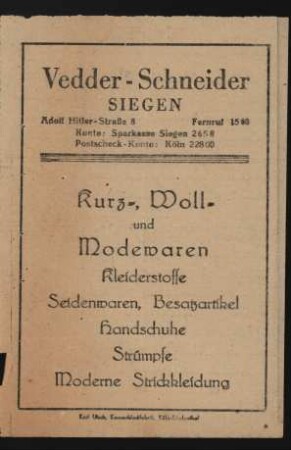 Vedder-Schneider
SIEGEN
Adolf Hitler-Straße 8 Fernruf 1540
Konto: Sparkasse Siegen 2658
Postscheck-Konto: Köln 22800
Kurz-, Woll-
und
Modewaren
Kleiderstoffe
Seidenwaren, Besatzartikel
Handschuhe
Strümpfe
Moderne Strickkleidung